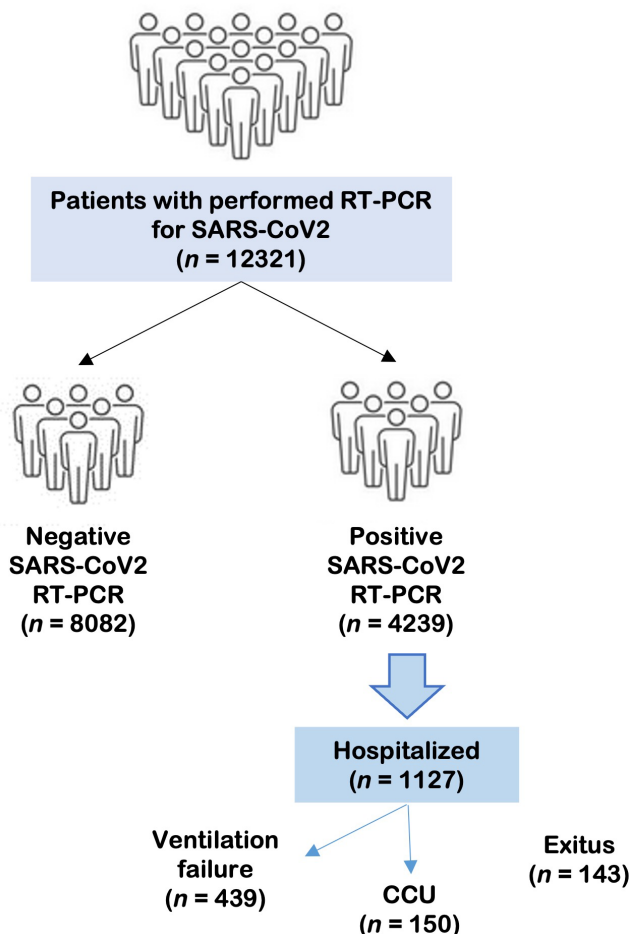 Patients with performed RT-PCR
for SARS-CoV2
(n = 12321)
Negative
SARS-CoV2
RT-PCR
(n = 8082)
Positive
SARS-CoV2
RT-PCR
(n = 4239)
Hospitalized
(n = 1127)
Ventilation
failure
(n = 439)
CCU
(n = 150)
Exitus
(n = 143)